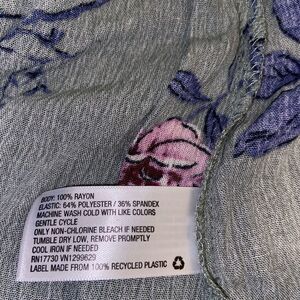 BODY: 100% RAYON
ELASTIC: 64% POLYESTER / 36% SPANDEX
MACHINE WASH COLD WITH LIKE COLORS
GENTLE CYCLE
ONLY NON-CHLORINE BLEACH IF NEEDED
TUMBLE DRY LOW, REMOVE PROMPTLY
COOL IRON IF NEEDED
RN17730 VN1299629
LABEL MADE FROM 100% RECYCLED PLASTIC